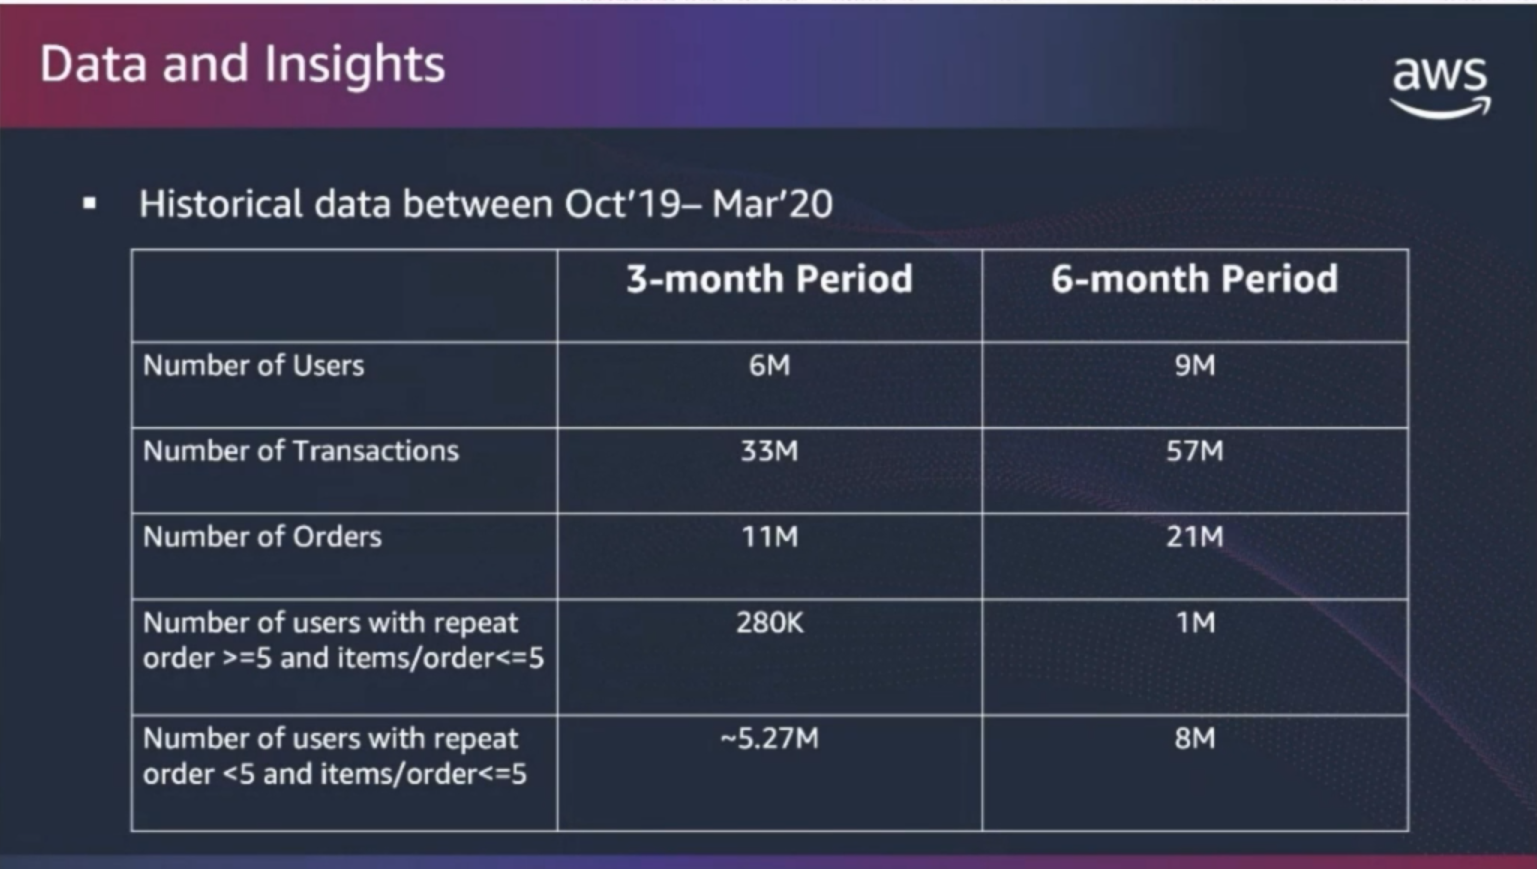 Data and Insights
aws
▪ Historical data between Oct'19– Mar'20
3-month Period
6-month Period
Number of Users
6M
9M
Number of Transactions
33M
57M
Number of Orders
11M
21M
Number of users with repeat
order >=5 and items/order<=5
280K
1M
Number of users with repeat
order <5 and items/order<=5
~5.27M
8M